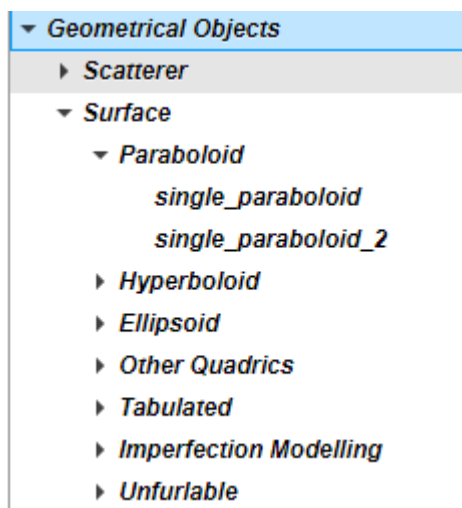 Geometrical Objects
Scatterer
Surface
Paraboloid
single_paraboloid
single_paraboloid_2
Hyperboloid
Ellipsoid
Other Quadrics
Tabulated
Imperfection Modelling
Unfurlable